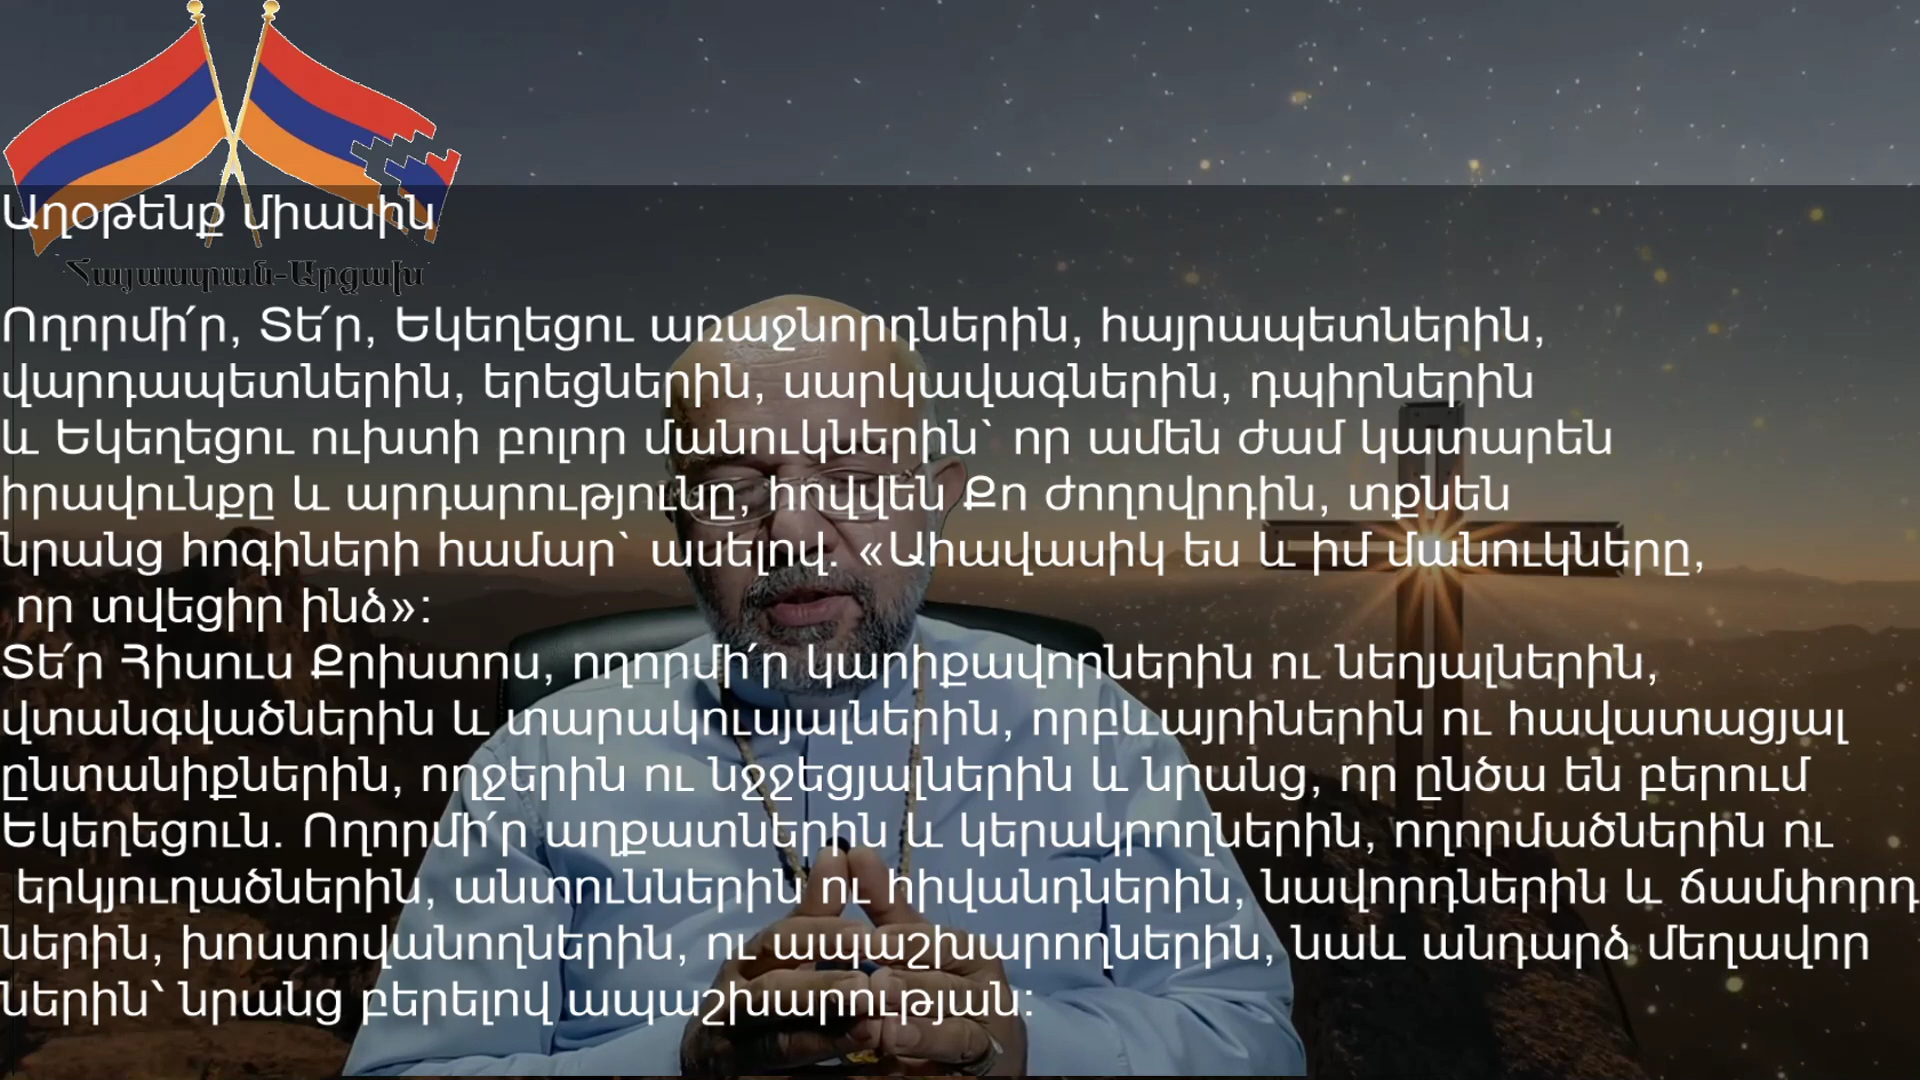 Աղօթենք միասին
Հայաստան-Արցախ
Ողորմի՛ր, Տե՛ր, Եկեղեցու առաջնորդներին, հայրապետներին,
վարդապետներին, երեցներին, սարկավագներին, դպիրներին
և Եկեղեցու ուխտի բոլոր մանուկներին՝ որ ամեն ժամ կատարեն
իրավունքը և արդարությունը, հովվեն Քո ժողովրդին, տքնեն
նրանց հոգիների համար՝ ասելով. «Ահավասիկ ես և իմ մանուկները,
որ տվեցիր ինձ»:
Տե՛ր Հիսուս Քրիստոս, ողորմի՛ր կարիքավորներին ու նեղյալներին,
վտանգվածներին և տարակուսյալներին, որբևայրիներին ու հավատացյալ
ընտանիքներին, ողջերին ու նջջեցյալներին և նրանց, որ ընծա են բերում
Եկեղեցուն. Ողորմի՛ր աղքատներին և կերակրողներին, ողորմածներին ու
երկյուղածներին, անտուններին ու հիվանդներին, նավորդներին և ճամփորդ
ներին, խոստովանողներին, ու ապաշխարողներին, նաև անդարձ մեղավոր
ներին՝ նրանց բերելով ապաշխարության: